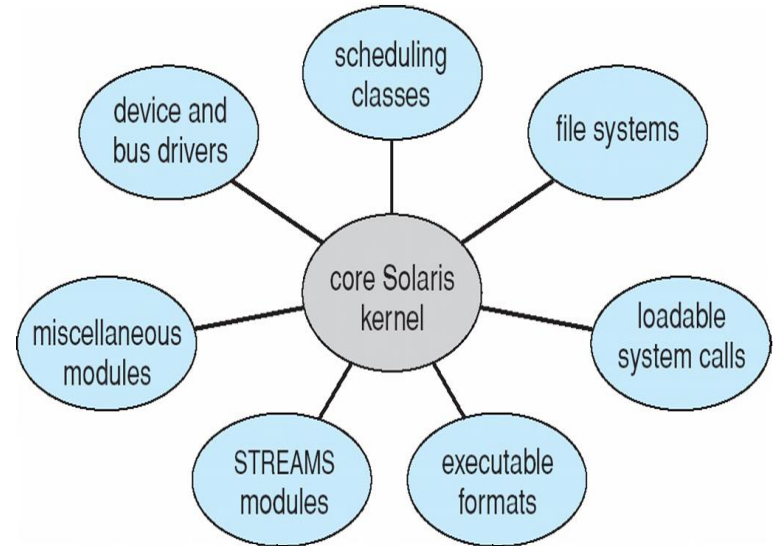 scheduling
classes
device and
bus drivers
file systems
core Solaris
kernel
miscellaneous
modules
loadable
system calls
STREAMS
modules
executable
formats